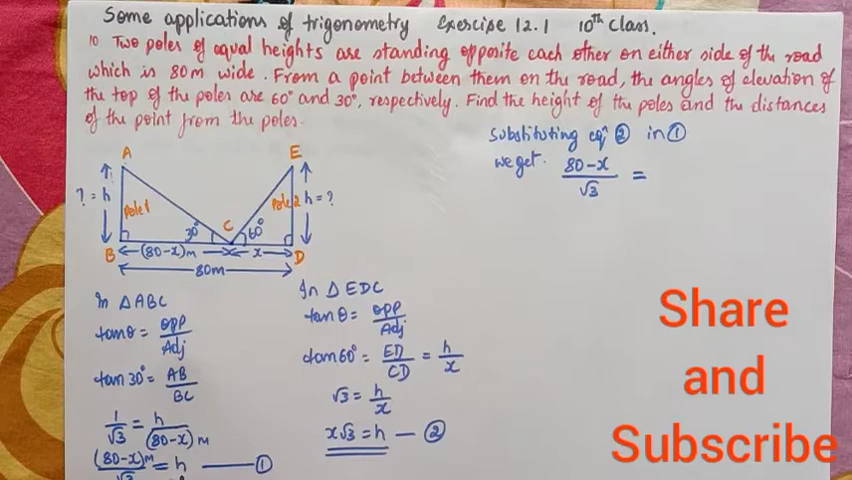 Some applications of trigonometry Exercise 12.1 10th Class.
10 Two poles of equal heights are standing opposite each other on either side of the road
which is 80m wide. From a point between them on the road, the angles of elevation of
the top of the poles are 60° and 30°, respectively. Find the height of the poles and the distances
of the point from the poles.
A
E
? = h
Pole 1
30°
C
60°
Pole 2
h = ?
B
(80-x)m
x
D
80m
In △ABC
tanθ = opp/Adj
tan30° = AB/BC
1/√3 = h/(80-x)m
(80-x)m/√3 = h — ①
In △EDC
tanθ = opp/Adj
tan60° = ED/CD = h/x
√3 = h/x
x√3 = h — ②
Substituting eqn ② in ①
we get. 80-x/√3 =
Share
and
Subscribe